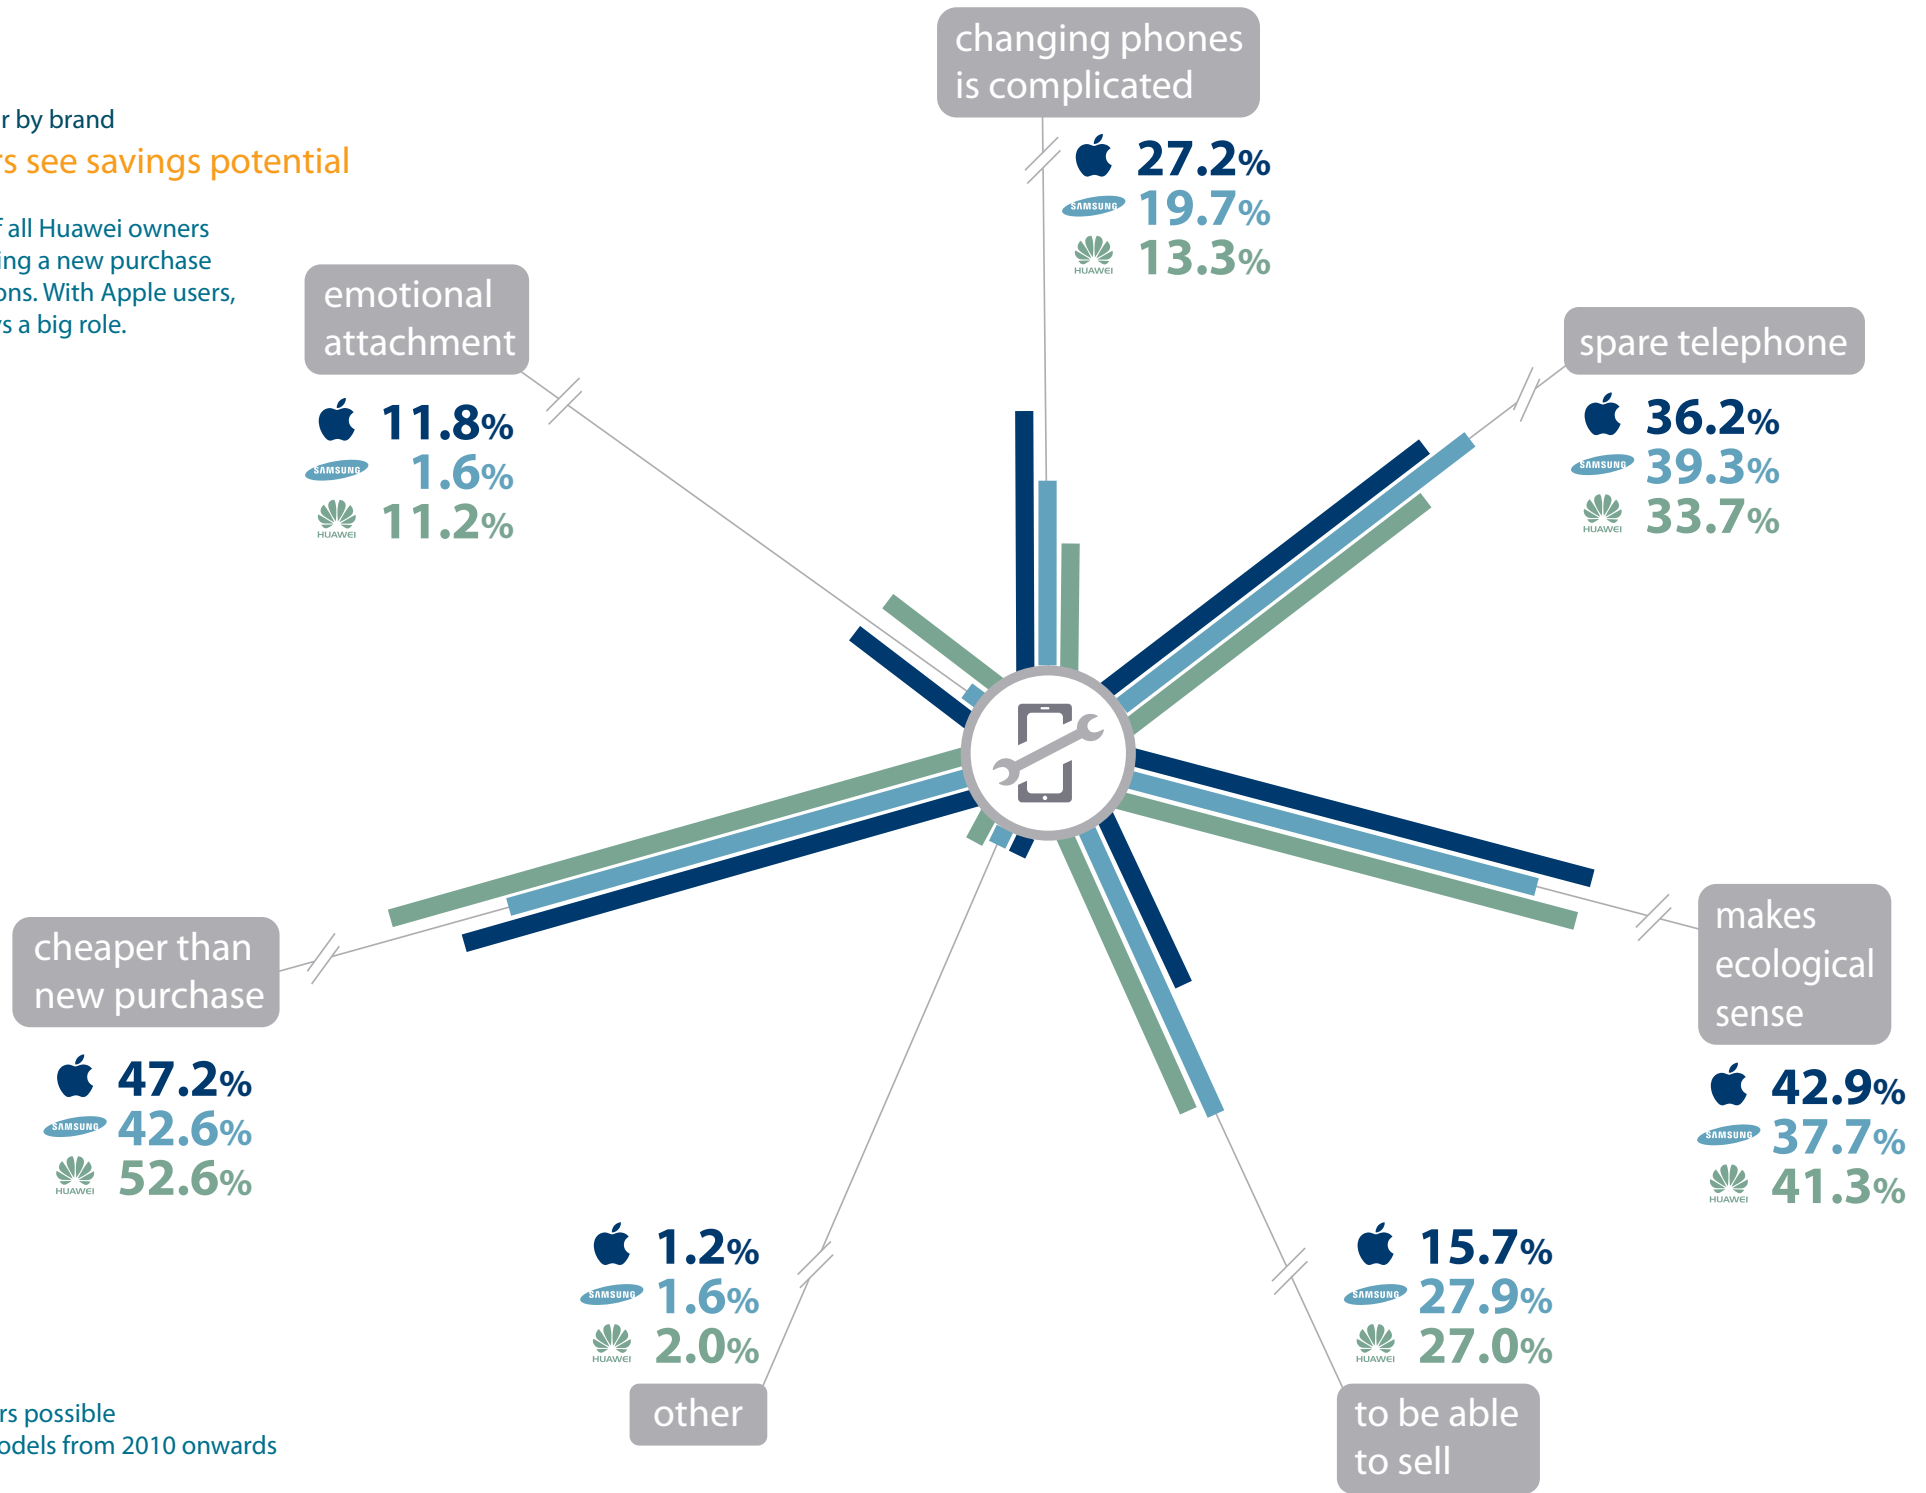 r by brand
rs see savings potential
f all Huawei owners
ing a new purchase
ons. With Apple users,
s a big role.
changing phones
is complicated
27.2%
SAMSUNG 19.7%
HUAWEI 13.3%
emotional
attachment
11.8%
SAMSUNG 1.6%
HUAWEI 11.2%
spare telephone
36.2%
SAMSUNG 39.3%
HUAWEI 33.7%
cheaper than
new purchase
47.2%
SAMSUNG 42.6%
HUAWEI 52.6%
makes
ecological
sense
42.9%
SAMSUNG 37.7%
HUAWEI 41.3%
1.2%
SAMSUNG 1.6%
HUAWEI 2.0%
other
15.7%
SAMSUNG 27.9%
HUAWEI 27.0%
to be able
to sell
rs possible
odels from 2010 onwards